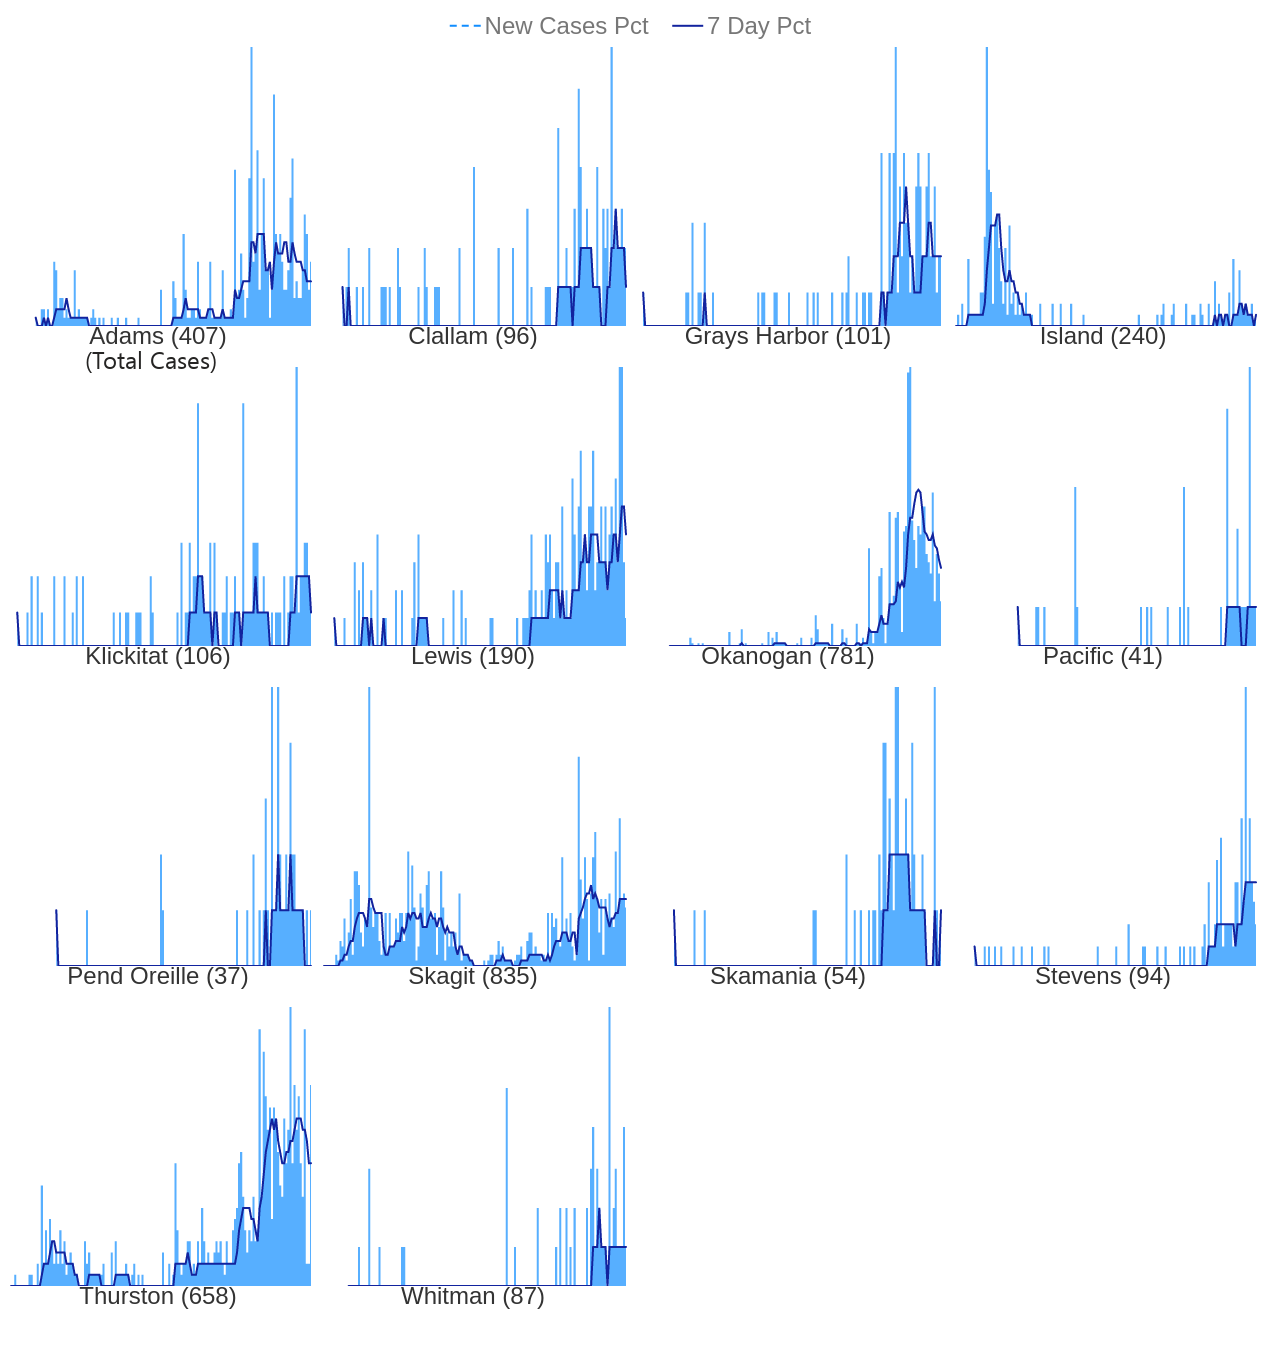 New Cases Pct 7 Day Pct
Adams (407) Clallam (96) Grays Harbor (101) Island (240)
(Total Cases)
Klickitat (106) Lewis (190) Okanogan (781) Pacific (41)
Pend Oreille (37) Skagit (835) Skamania (54) Stevens (94)
Thurston (658) Whitman (87)